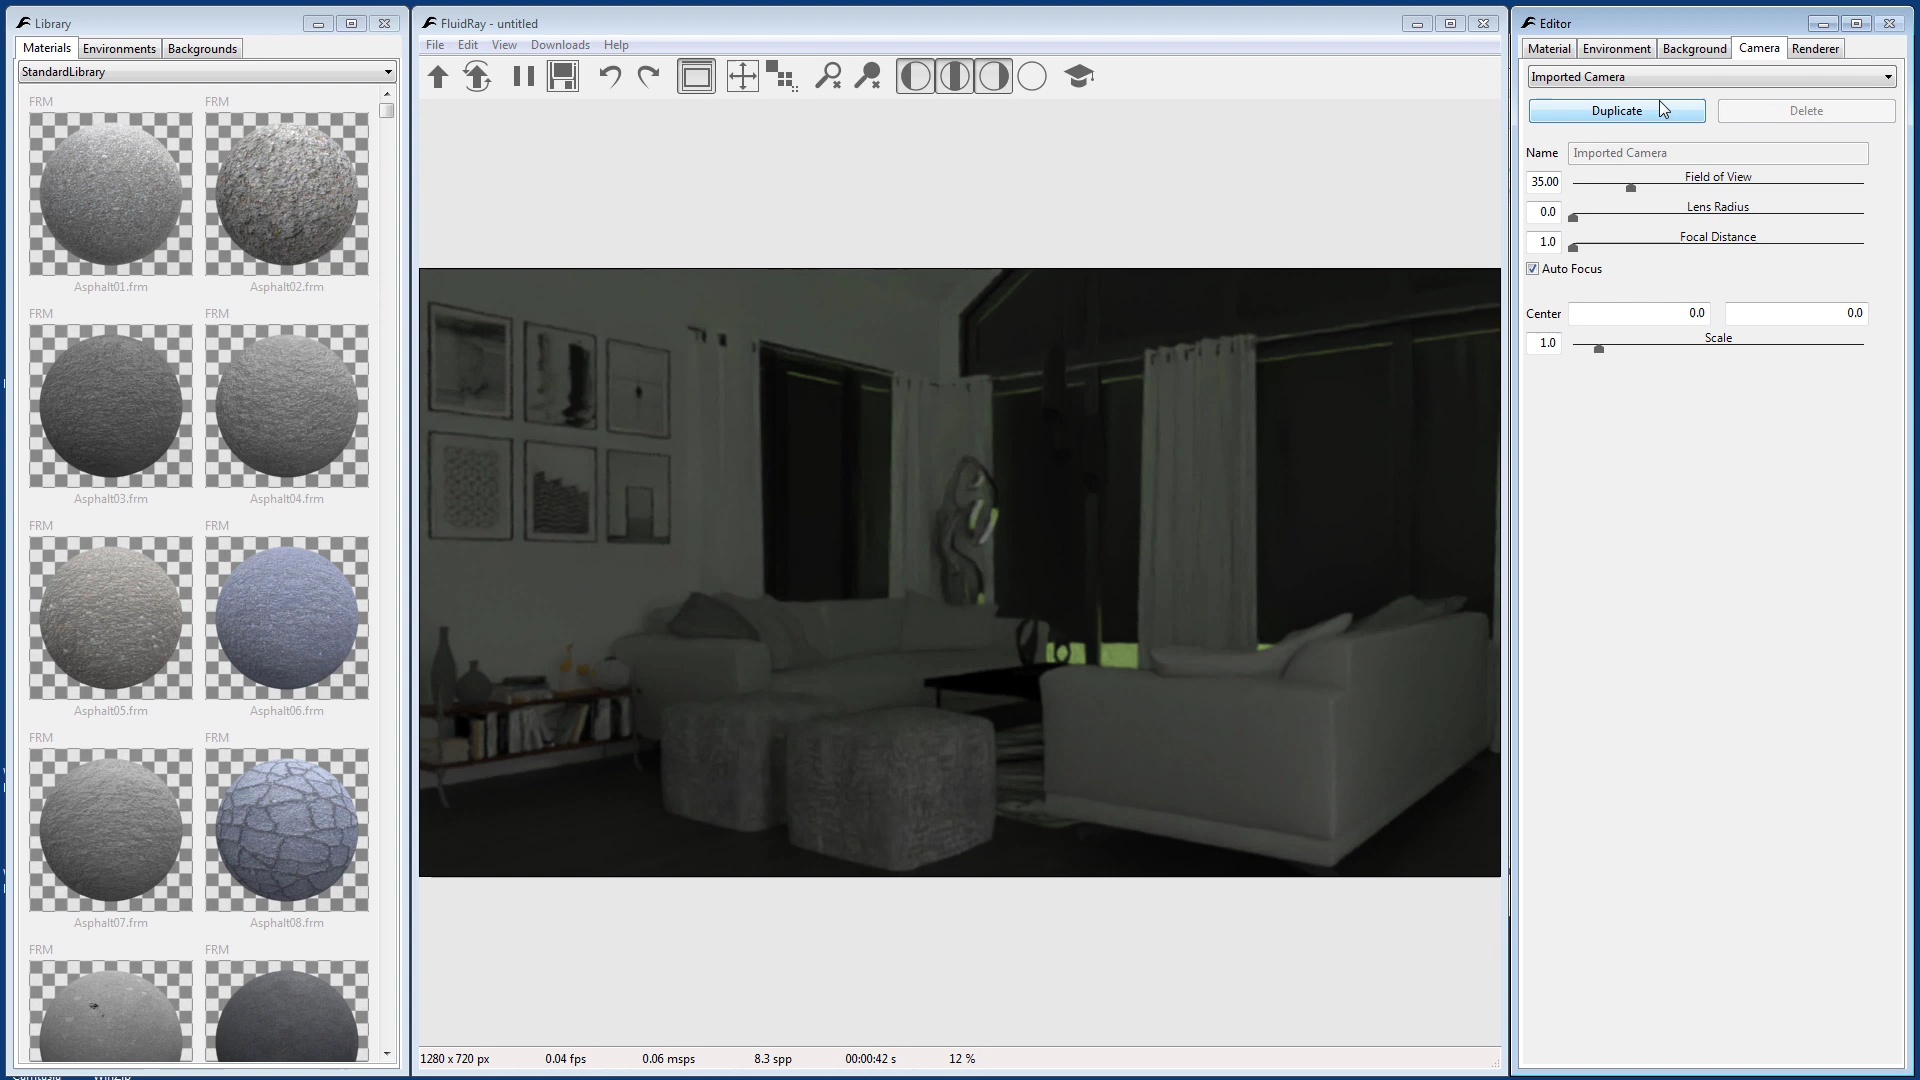 Library
Materials
Environments
Backgrounds
StandardLibrary
FRM
FRM
Asphalt01.frm
Asphalt02.frm
FRM
FRM
Asphalt03.frm
Asphalt04.frm
FRM
FRM
Asphalt05.frm
Asphalt06.frm
FRM
FRM
Asphalt07.frm
Asphalt08.frm
FRM
FRM
FluidRay - untitled
File
Edit
View
Downloads
Help
1280 x 720 px
0.04 fps
0.06 msps
8.3 spp
00:00:42 s
12 %
Editor
Material
Environment
Background
Camera
Renderer
Imported Camera
Duplicate
Delete
Name
Imported Camera
35.00
Field of View
0.0
Lens Radius
1.0
Focal Distance
Auto Focus
Center
0.0
0.0
1.0
Scale